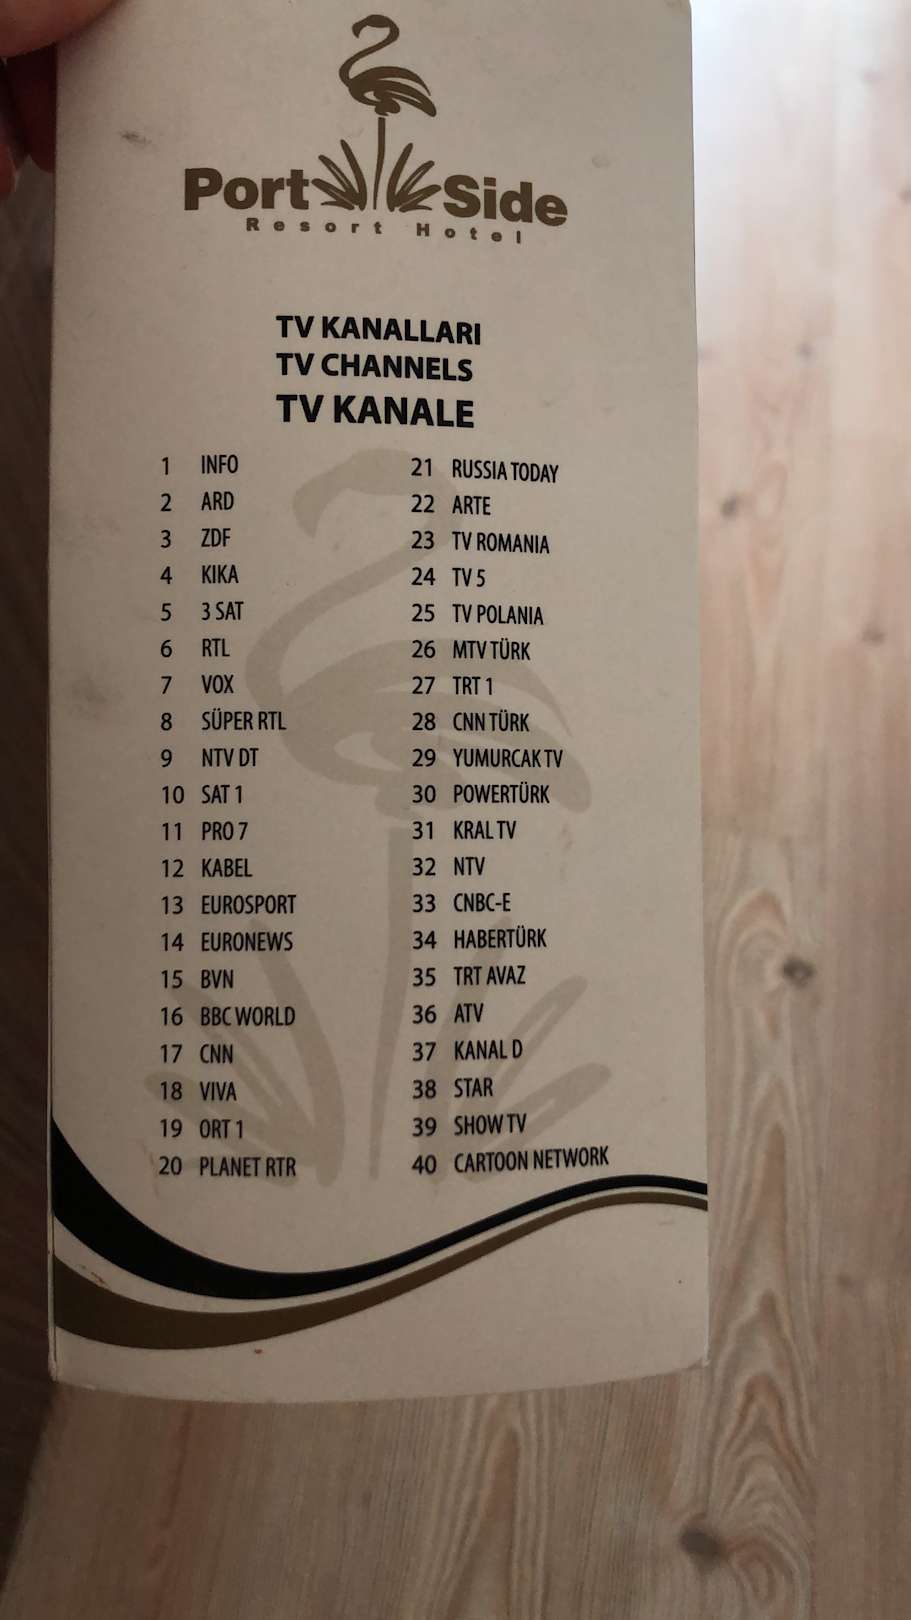 Port Side
Resort Hotel
TV KANALLARI
TV CHANNELS
TV KANALE
1 INFO
2 ARD
3 ZDF
4 KIKA
5 3 SAT
6 RTL
7 VOX
8 SÜPER RTL
9 NTV DT
10 SAT 1
11 PRO 7
12 KABEL
13 EUROSPORT
14 EURONEWS
15 BVN
16 BBC WORLD
17 CNN
18 VIVA
19 ORT 1
20 PLANET RTR
21 RUSSIA TODAY
22 ARTE
23 TV ROMANIA
24 TV 5
25 TV POLANIA
26 MTV TÜRK
27 TRT 1
28 CNN TÜRK
29 YUMURCAK TV
30 POWERTÜRK
31 KRAL TV
32 NTV
33 CNBC-E
34 HABERTÜRK
35 TRT AVAZ
36 ATV
37 KANAL D
38 STAR
39 SHOW TV
40 CARTOON NETWORK